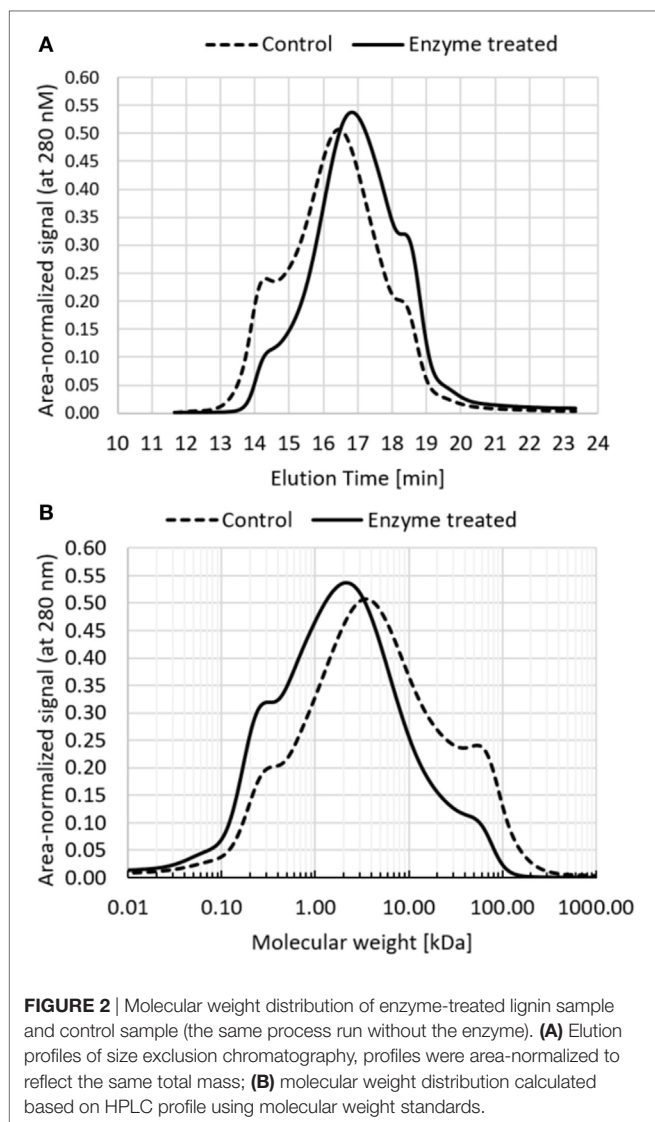 A
Control Enzyme treated
Area-normalized signal (at 280 nM)
0.60
0.55
0.50
0.45
0.40
0.35
0.30
0.25
0.20
0.15
0.10
0.05
0.00
10 11 12 13 14 15 16 17 18 19 20 21 22 23 24
Elution Time [min]
B
Control Enzyme treated
Area-normalized signal (at 280 nm)
0.60
0.55
0.50
0.45
0.40
0.35
0.30
0.25
0.20
0.15
0.10
0.05
0.00
0.01 0.10 1.00 10.00 100.00 1000.00
Molecular weight [kDa]
FIGURE 2 | Molecular weight distribution of enzyme-treated lignin sample
and control sample (the same process run without the enzyme). (A) Elution
profiles of size exclusion chromatography, profiles were area-normalized to
reflect the same total mass; (B) molecular weight distribution calculated
based on HPLC profile using molecular weight standards.